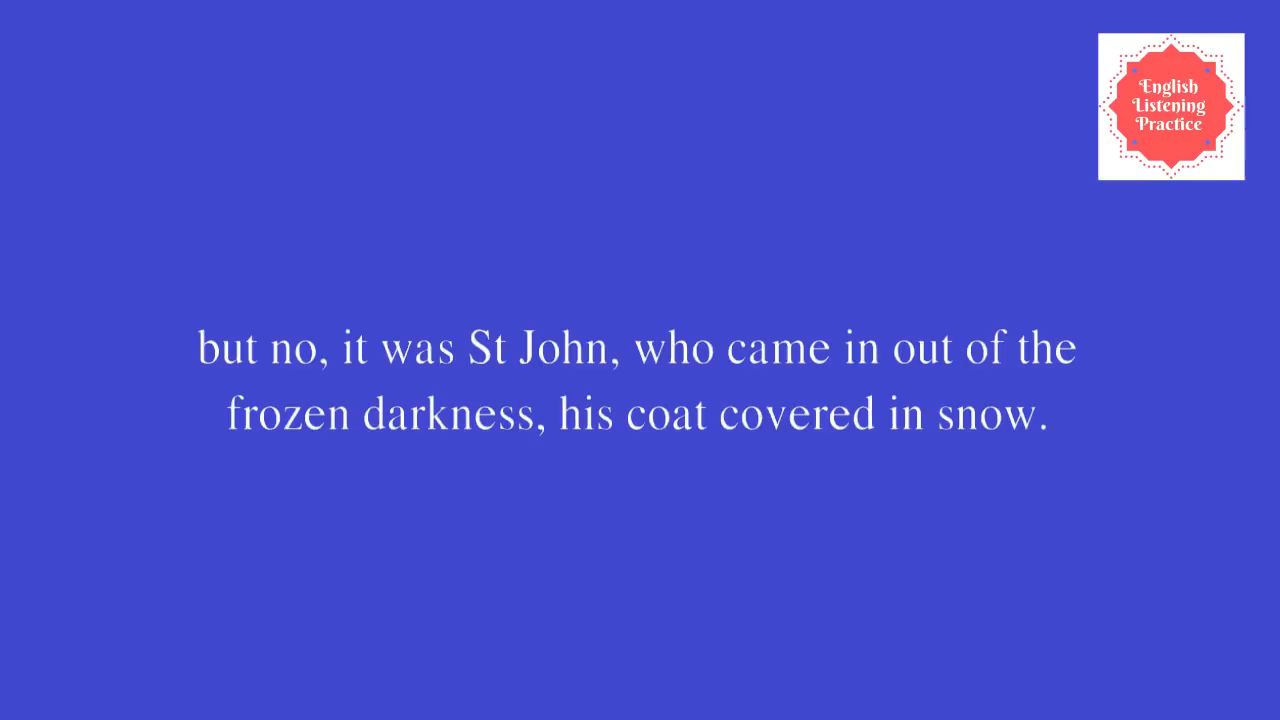 English
Listening
Practice
but no, it was St John, who came in out of the
frozen darkness, his coat covered in snow.